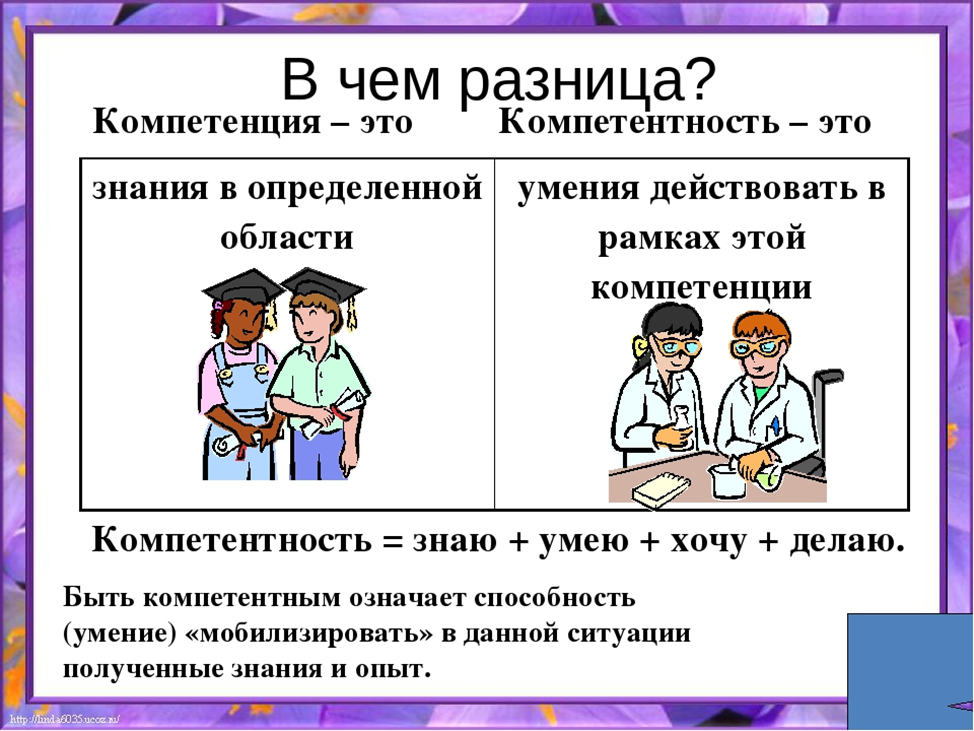 В чем разница?
Компетенция – это
Компетентность – это
знания в определенной
области
умения действовать в
рамках этой
компетенции
Компетентность = знаю + умею + хочу + делаю.
Быть компетентным означает способность
(умение) «мобилизировать» в данной ситуации
полученные знания и опыт.
http://linda6035.ucoz.ru/